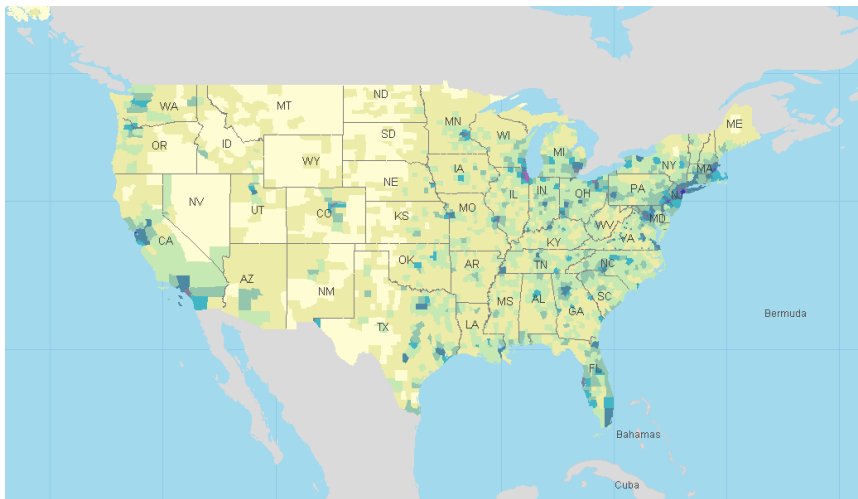 WA
MT
ND
MN
ME
OR
ID
SD
WI
MI
NY
MA
WY
IA
PA
NJ
NE
NV
UT
CO
IL
IN
OH
MD
CA
KS
MO
WV
VA
KY
AZ
NM
OK
AR
TN
NC
SC
TX
LA
MS
AL
GA
FL
Bermuda
Bahamas
Cuba